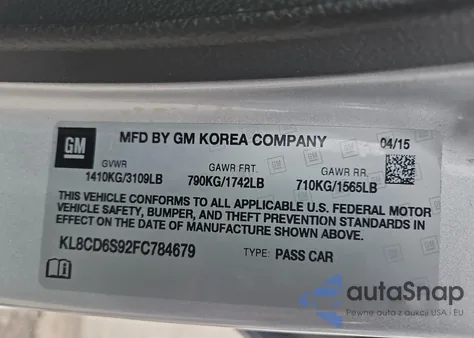 GM
MFD BY GM KOREA COMPANY
04/15
GVWR
GAWR FRT.
GAWR RR.
1410KG/3109LB
790KG/1742LB
710KG/1565LB
THIS VEHICLE CONFORMS TO ALL APPLICABLE U.S. FEDERAL MOTOR
VEHICLE SAFETY, BUMPER, AND THEFT PREVENTION STANDARDS IN
EFFECT ON THE DATE OF MANUFACTURE SHOWN ABOVE.
KL8CD6S92FC784679
TYPE: PASS CAR
autoSnap
Pewne auta z aukcji USA i EU